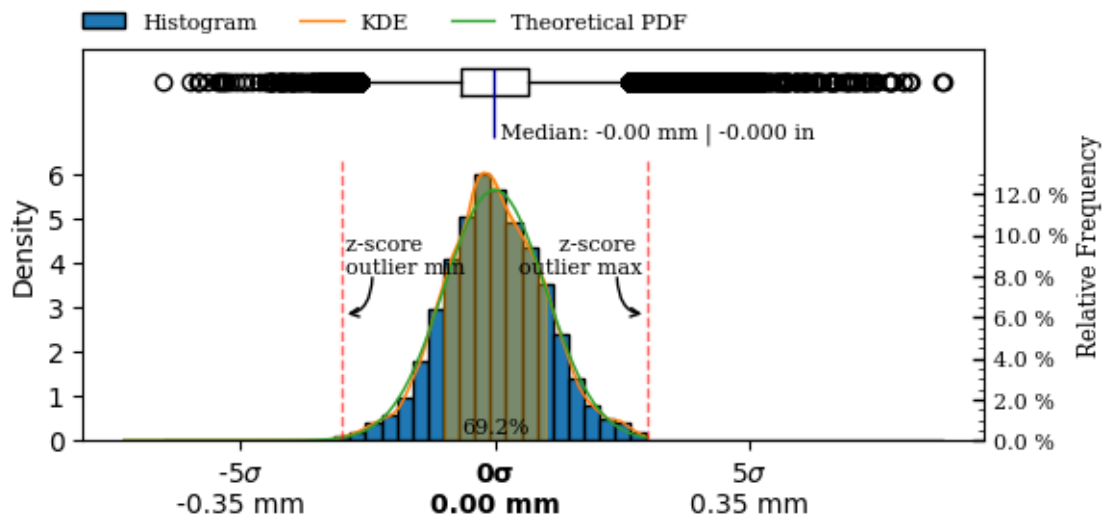 Histogram KDE Theoretical PDF
Median: -0.00 mm | -0.000 in
Density
6
5
4
3
2
1
0
z-score
outlier min
z-score
outlier max
69.2%
12.0 %
10.0 %
8.0 %
6.0 %
4.0 %
2.0 %
0.0 %
Relative Frequency
-5σ 0σ 5σ
-0.35 mm 0.00 mm 0.35 mm